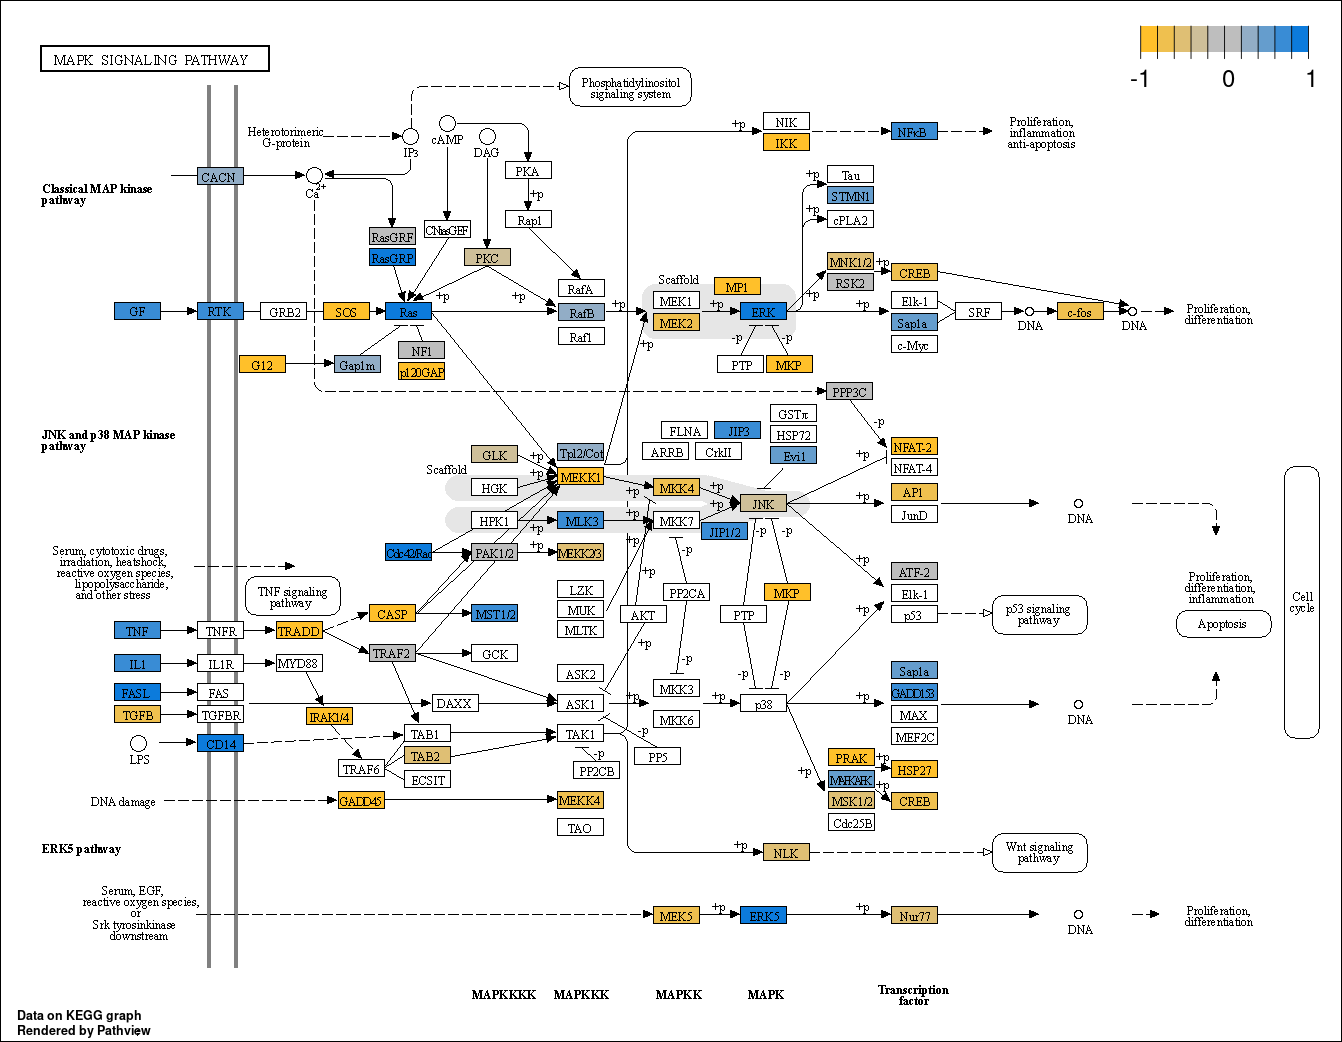 MAPK SIGNALING PATHWAY
-1 0 1
Phosphatidylinositol
signaling system
Heterotorimeric
G-protein
IP3
cAMP
DAG
NIK
IKK
NFκB
Proliferation,
inflammation
anti-apoptosis
+p
Classical MAP kinase
pathway
CACN
Ca2+
PKA
+p
Rap1
Tau
STMN1
cPLA2
+p
+p
RasGRF
RasGRP
CNrasGEF
PKC
RafA
Scaffold
MP1
MNK1/2
RSK2
+p
CREB
GF
RTK
GRB2
SOS
Ras
+p
+p
RafB
+p
Raf1
MEK1
MEK2
+p
ERK
+p
+p
Elk-1
Sap1a
c-Myc
SRF
DNA
c-fos
DNA
Proliferation,
differentiation
G12
Gap1m
NF1
p120GAP
+p
-p
-p
PTP
MKP
PPP3C
-p
JNK and p38 MAP kinase
pathway
GLK
Scaffold
HGK
HPK1
PAK1/2
+p
+p
+p
+p
Tpl2/Cot
MEKK1
MLK3
MEKK2/3
+p
+p
+p
+p
FLNA
JIP3
ARRB
CrkII
GSTπ
HSP72
Evi1
MKK4
MKK7
+p
+p
JIP1/2
JNK
+p
NFAT-2
NFAT-4
+p
AP1
JunD
DNA
Cdc42/Rac
Serum, cytotoxic drugs,
irradiation, heatshock,
reactive oxygen species,
lipopolysaccharide,
and other stress
TNF signaling
pathway
CASP
MST1/2
LZK
MUK
MLTK
+p
AKT
-p
PP2CA
-p
-p
-p
MKP
PTP
+p
ATF-2
Elk-1
p53
+p
p53 signaling
pathway
Proliferation,
differentiation,
inflammation
Apoptosis
Cell
cycle
TNF
TNFR
TRADD
TRAF2
GCK
IL1
IL1R
MYD88
ASK2
+p
-p
MKK3
-p
-p
FASL
FAS
TGFB
TGFBR
IRAK1/4
DAXX
ASK1
+p
MKK6
+p
p38
+p
Sap1a
GADD153
MAX
MEF2C
DNA
LPS
CD14
TAB1
TAB2
TRAF6
ECSIT
TAK1
-p
PP2CB
-p
PP5
+p
PRAK
MAPKAPK
MSK1/2
Cdc25B
+p
+p
HSP27
CREB
DNA damage
GADD45
MEKK4
TAO
ERK5 pathway
+p
NLK
Wnt signaling
pathway
Serum, EGF,
reactive oxygen species,
or
Srk tyrosinkinase
downstream
MEK5
+p
ERK5
+p
Nur77
DNA
Proliferation,
differentiation
MAPKKKK
MAPKKK
MAPKK
MAPK
Transcription
factor
Data on KEGG graph
Rendered by Pathview